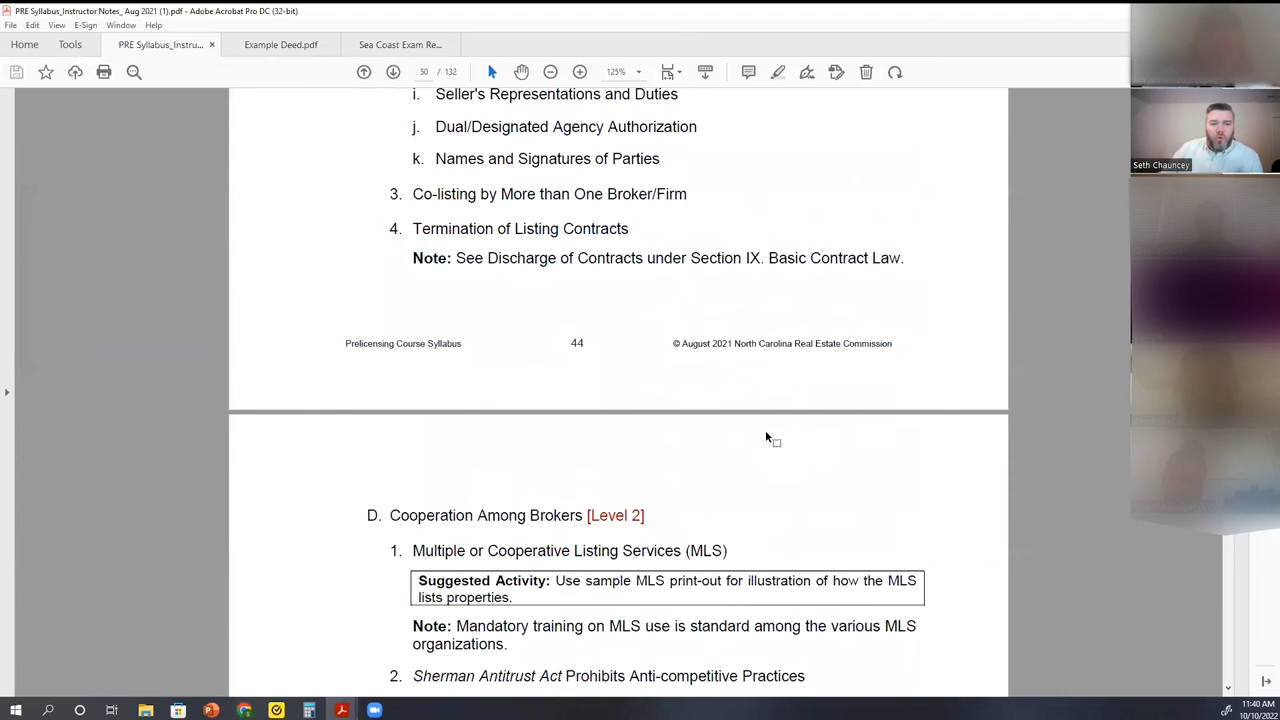 PRE Syllabus_Instructor Notes_ Aug 2021 (1).pdf - Adobe Acrobat Pro DC (32-bit)
File Edit View E-Sign Window Help
Home Tools PRE Syllabus_Instru... × Example Deed.pdf Sea Coast Exam Re...
50 / 132 125%
i. Seller's Representations and Duties
j. Dual/Designated Agency Authorization
k. Names and Signatures of Parties
Seth Chauncey
3. Co-listing by More than One Broker/Firm
4. Termination of Listing Contracts
Note: See Discharge of Contracts under Section IX. Basic Contract Law.
Prelicensing Course Syllabus 44 © August 2021 North Carolina Real Estate Commission
D. Cooperation Among Brokers [Level 2]
1. Multiple or Cooperative Listing Services (MLS)
Suggested Activity: Use sample MLS print-out for illustration of how the MLS
lists properties.
Note: Mandatory training on MLS use is standard among the various MLS
organizations.
2. Sherman Antitrust Act Prohibits Anti-competitive Practices
11:40 AM
10/10/2022